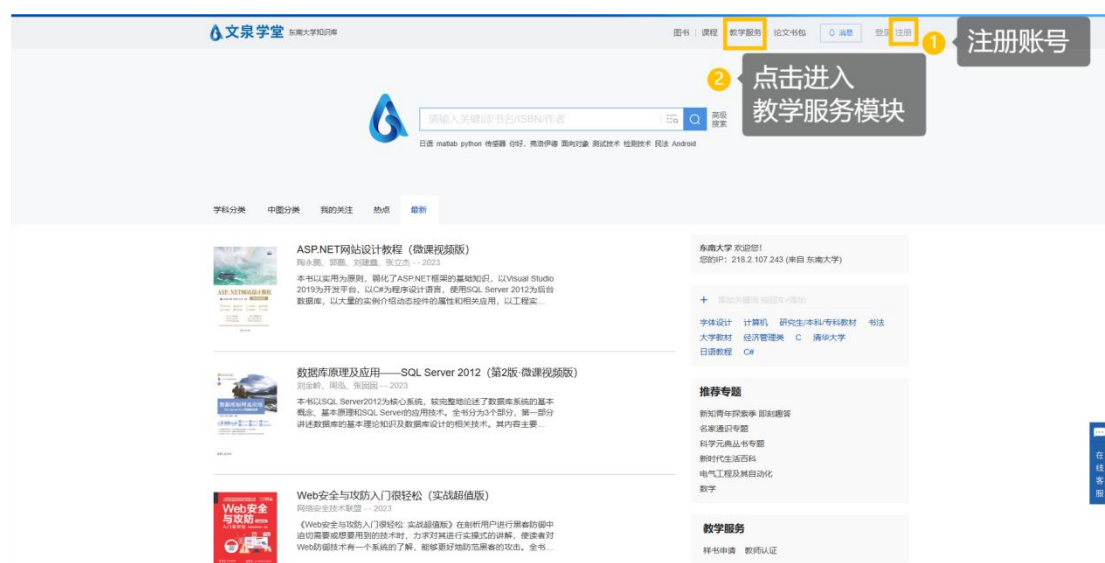 文泉学堂 东南大学知识库
图书 课程 教学服务 论文书包 消息 登录 注册
1 注册账号
2 点击进入
教学服务模块
请输入关键词/书名/ISBN/作者
高级
搜索
日语 matlab python 传感器 你好，弗洛伊德 面向对象 测试技术 检测技术 民法 Android
学科分类 中图分类 我的关注 热点 最新
ASP.NET网站设计教程（微课视频版）
陶永鹏、郭鹏、刘建鑫、张立杰 - - 2023
本书以实用为原则，弱化了ASP.NET框架的基础知识，以Visual Studio
2019为开发平台，以C#为程序设计语言，使用SQL Server 2012为后台
数据库，以大量的实例介绍动态控件的属性和相关应用，以工程实...
数据库原理及应用——SQL Server 2012（第2版·微课视频版）
刘金岭、周泓、张囡囡 - - 2023
本书以SQL Server2012为核心系统，较完整地论述了数据库系统的基本
概念、基本原理和SQL Server的应用技术。全书分为3个部分，第一部分
讲述数据库的基本理论知识及数据库设计的相关技术。其内容主要...
Web安全
与攻防
Web安全与攻防入门很轻松（实战超值版）
网络安全技术联盟 - - 2023
《Web安全与攻防入门很轻松: 实战超值版》在剖析用户进行黑客防御中
迫切需要或想要用到的技术时，力求对其进行实操式的讲解，使读者对
Web防御技术有一个系统的了解，能够更好地防范黑客的攻击。全书...
东南大学 欢迎您!
您的IP：218.2.107.243 (来自 东南大学)
字体设计 计算机 研究生/本科/专科教材 书法
大学教材 经济管理类 C 清华大学
日语教程 C#
推荐专题
新知青年探索季 即刻趣答
名家通识专题
科学元典丛书专题
新时代生活百科
电气工程及其自动化
数学
教学服务
样书申请 教师认证
在
线
客
服